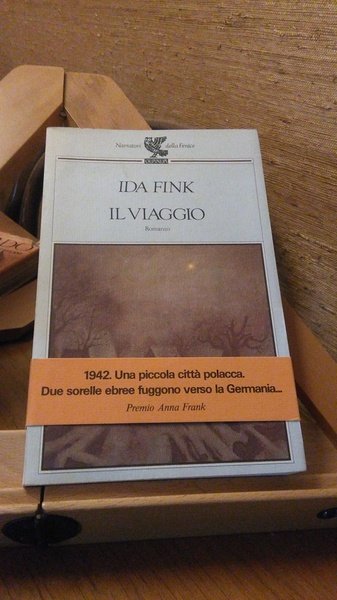 Narratori della Fenice
GUANDA
IDA FINK
IL VIAGGIO
Romanzo
1942. Una piccola città polacca.
Due sorelle ebree fuggono verso la Germania...
Premio Anna Frank